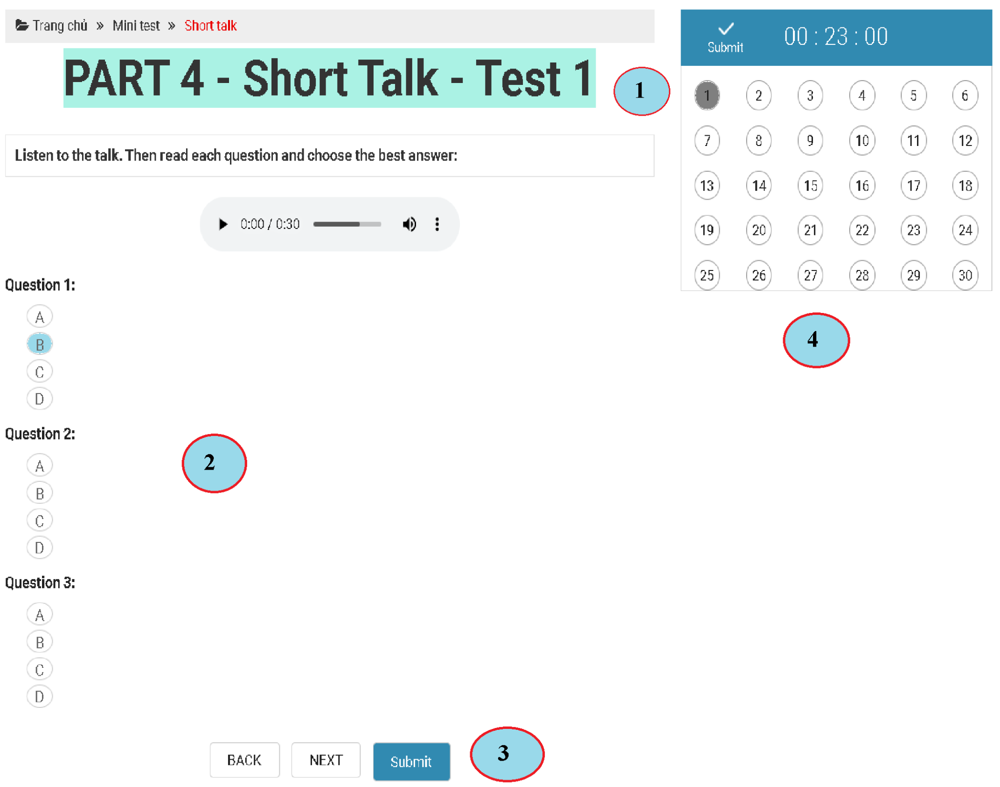 Trang chủ » Mini test » Short talk
PART 4 - Short Talk - Test 1
1
Listen to the talk. Then read each question and choose the best answer:
0:00 / 0:30
Question 1:
A
B
C
D
Question 2:
A
B
C
D
2
Question 3:
A
B
C
D
BACK NEXT Submit
3
Submit 00 : 23 : 00
1 2 3 4 5 6
7 8 9 10 11 12
13 14 15 16 17 18
19 20 21 22 23 24
25 26 27 28 29 30
4